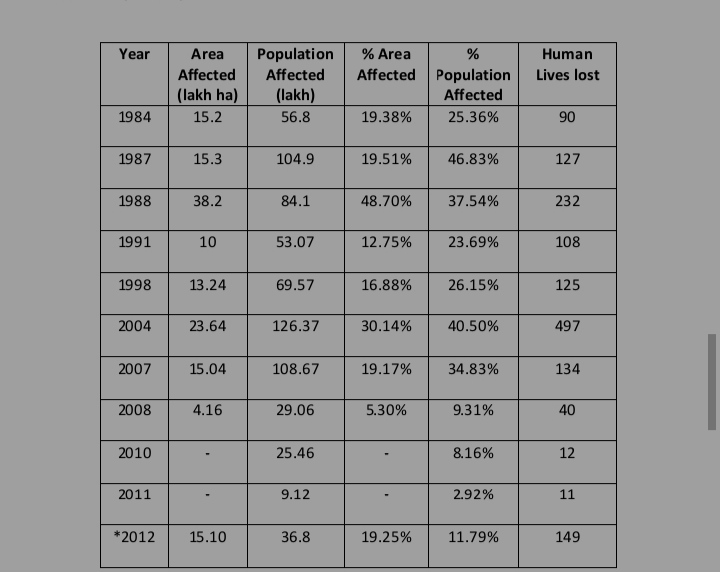 Year Area Affected (lakh ha) Population Affected (lakh) % Area Affected % Population Affected Human Lives lost
1984 15.2 56.8 19.38% 25.36% 90
1987 15.3 104.9 19.51% 46.83% 127
1988 38.2 84.1 48.70% 37.54% 232
1991 10 53.07 12.75% 23.69% 108
1998 13.24 69.57 16.88% 26.15% 125
2004 23.64 126.37 30.14% 40.50% 497
2007 15.04 108.67 19.17% 34.83% 134
2008 4.16 29.06 5.30% 9.31% 40
2010 - 25.46 - 8.16% 12
2011 - 9.12 - 2.92% 11
*2012 15.10 36.8 19.25% 11.79% 149